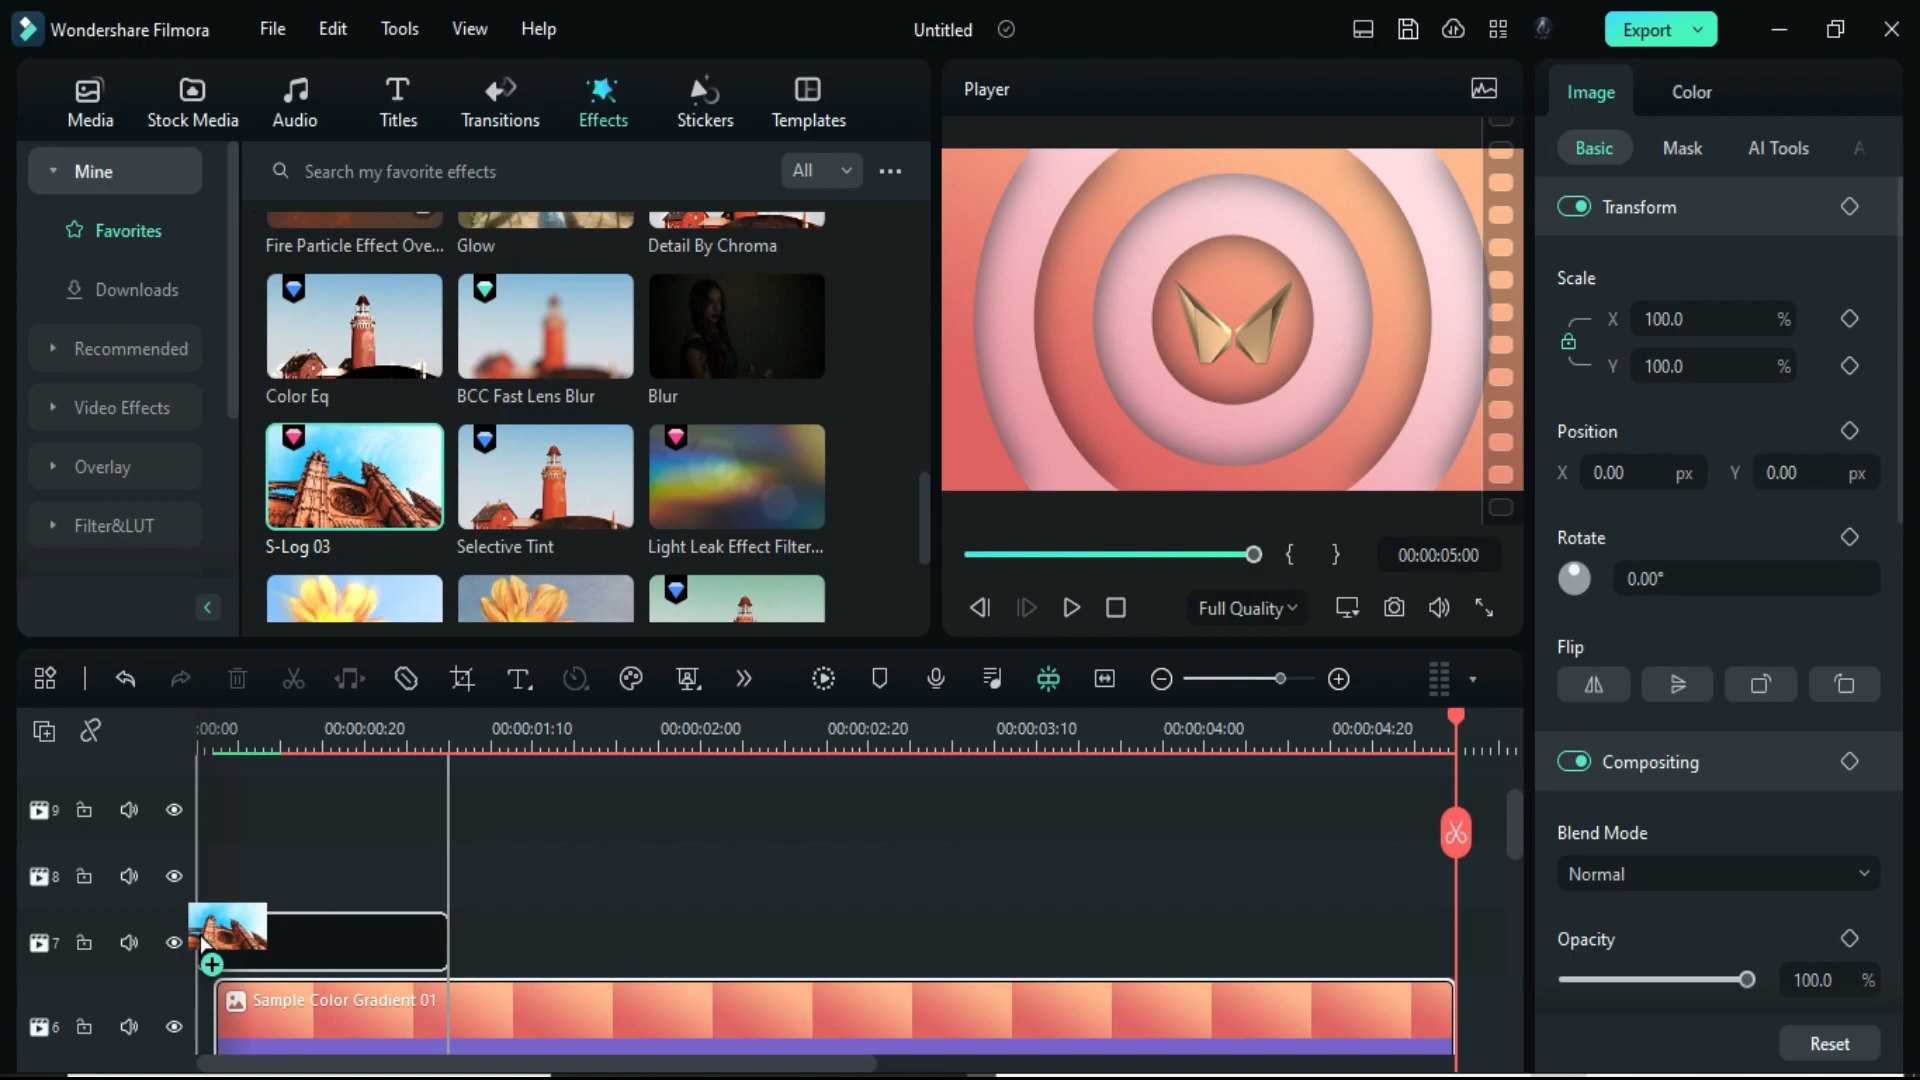 Wondershare Filmora
File
Edit
Tools
View
Help
Untitled
Export
Media
Stock Media
Audio
Titles
Transitions
Effects
Stickers
Templates
Player
Image
Color
Mine
Search my favorite effects
All
Basic
Mask
AI Tools
A
Favorites
Downloads
Recommended
Video Effects
Overlay
Filter&LUT
Fire Particle Effect Ove...
Glow
Detail By Chroma
Color Eq
BCC Fast Lens Blur
Blur
S-Log 03
Selective Tint
Light Leak Effect Filter...
{ }
00:00:05:00
Full Quality
Transform
Scale
X 100.0 %
Y 100.0 %
Position
X 0.00 px Y 0.00 px
Rotate
0.00°
Flip
Compositing
Blend Mode
Normal
Opacity
100.0 %
Reset
:00:00
00:00:00:20
00:00:01:10
00:00:02:00
00:00:02:20
00:00:03:10
00:00:04:00
00:00:04:20
9
8
7
6
Sample Color Gradient 01